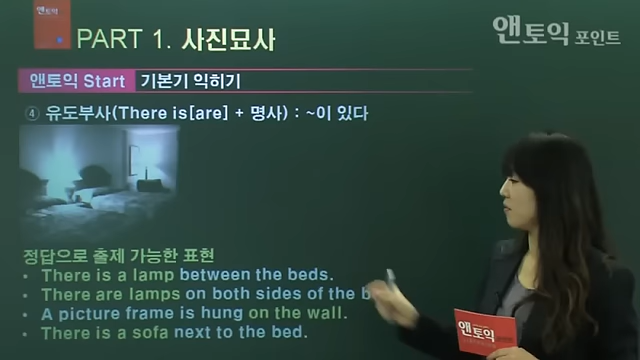 앤토익
PART 1. 사진묘사
앤토익 포인트
앤토익 Start 기본기 익히기
④ 유도부사(There is[are] + 명사) : ~이 있다
정답으로 출제 가능한 표현
• There is a lamp between the beds.
• There are lamps on both sides of the b
• A picture frame is hung on the wall.
• There is a sofa next to the bed.
앤토익